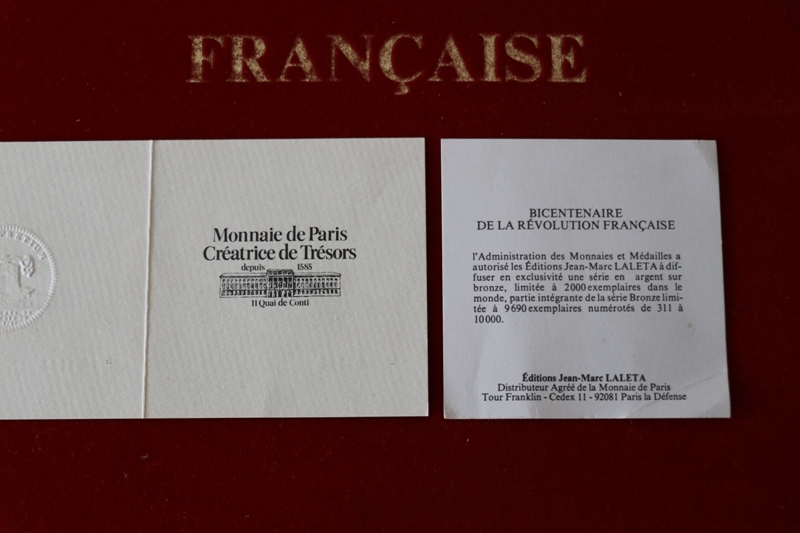 FRANÇAISE
Monnaie de Paris
Créatrice de Trésors
depuis 1585
11 Quai de Conti
BICENTENAIRE
DE LA RÉVOLUTION FRANÇAISE
l'Administration des Monnaies et Médailles a
autorisé les Éditions Jean-Marc LALETA à dif-
fuser en exclusivité une série en argent sur
bronze, limitée à 2000 exemplaires dans le
monde, partie intégrante de la série Bronze limi-
tée à 9690 exemplaires numérotés de 311 à
10000.
Éditions Jean-Marc LALETA
Distributeur Agréé de la Monnaie de Paris
Tour Franklin - Cedex 11 - 92081 Paris la Défense